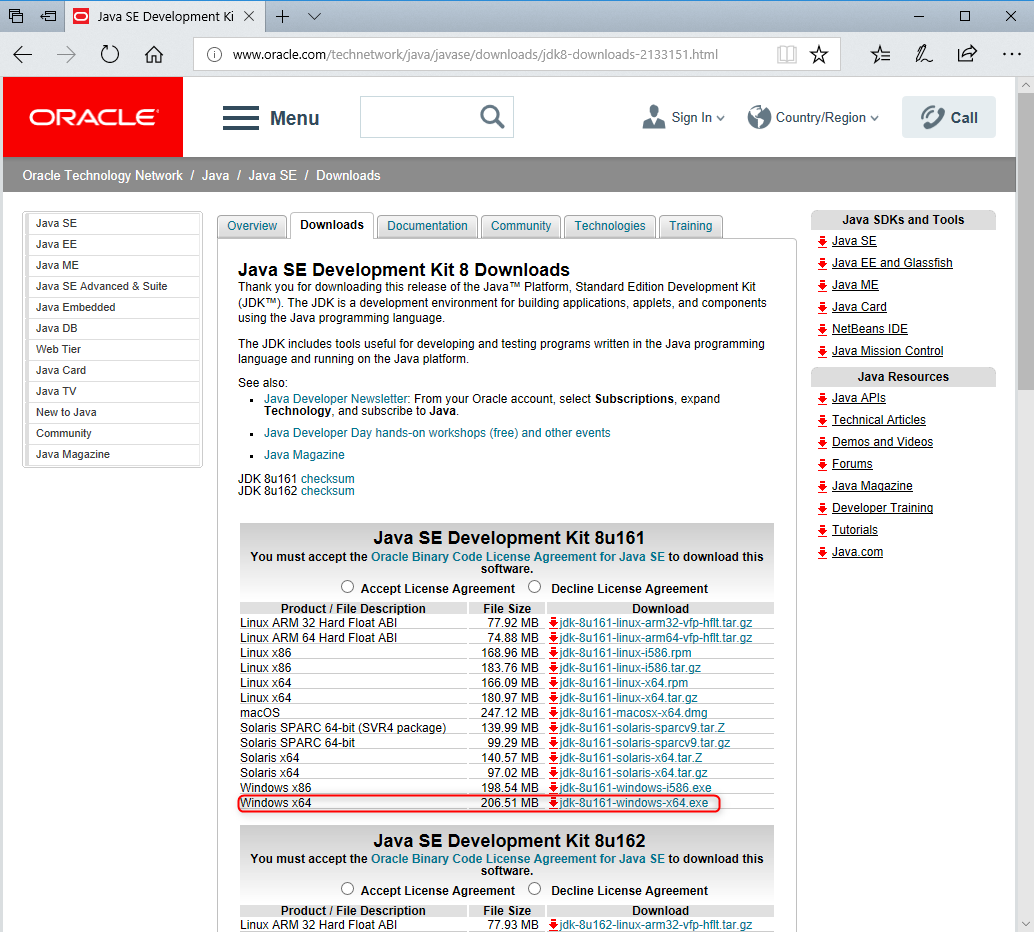 Java SE Development Ki
www.oracle.com/technetwork/java/javase/downloads/jdk8-downloads-2133151.html
ORACLE
Menu
Sign In
Country/Region
Call
Oracle Technology Network / Java / Java SE / Downloads
Java SE
Java EE
Java ME
Java SE Advanced & Suite
Java Embedded
Java DB
Web Tier
Java Card
Java TV
New to Java
Community
Java Magazine
Overview
Downloads
Documentation
Community
Technologies
Training
Java SE Development Kit 8 Downloads
Thank you for downloading this release of the Java™ Platform, Standard Edition Development Kit
(JDK™). The JDK is a development environment for building applications, applets, and components
using the Java programming language.
The JDK includes tools useful for developing and testing programs written in the Java programming
language and running on the Java platform.
See also:
Java Developer Newsletter: From your Oracle account, select Subscriptions, expand
Technology, and subscribe to Java.
Java Developer Day hands-on workshops (free) and other events
Java Magazine
JDK 8u161 checksum
JDK 8u162 checksum
Java SE Development Kit 8u161
You must accept the Oracle Binary Code License Agreement for Java SE to download this
software.
Accept License Agreement Decline License Agreement
Product / File Description File Size Download
Linux ARM 32 Hard Float ABI 77.92 MB jdk-8u161-linux-arm32-vfp-hflt.tar.gz
Linux ARM 64 Hard Float ABI 74.88 MB jdk-8u161-linux-arm64-vfp-hflt.tar.gz
Linux x86 168.96 MB jdk-8u161-linux-i586.rpm
Linux x86 183.76 MB jdk-8u161-linux-i586.tar.gz
Linux x64 166.09 MB jdk-8u161-linux-x64.rpm
Linux x64 180.97 MB jdk-8u161-linux-x64.tar.gz
macOS 247.12 MB jdk-8u161-macosx-x64.dmg
Solaris SPARC 64-bit (SVR4 package) 139.99 MB jdk-8u161-solaris-sparcv9.tar.Z
Solaris SPARC 64-bit 99.29 MB jdk-8u161-solaris-sparcv9.tar.gz
Solaris x64 140.57 MB jdk-8u161-solaris-x64.tar.Z
Solaris x64 97.02 MB jdk-8u161-solaris-x64.tar.gz
Windows x86 198.54 MB jdk-8u161-windows-i586.exe
Windows x64 206.51 MB jdk-8u161-windows-x64.exe
Java SE Development Kit 8u162
You must accept the Oracle Binary Code License Agreement for Java SE to download this
software.
Accept License Agreement Decline License Agreement
Product / File Description File Size Download
Linux ARM 32 Hard Float ABI 77.93 MB jdk-8u162-linux-arm32-vfp-hflt.tar.gz
Java SDKs and Tools
Java SE
Java EE and Glassfish
Java ME
Java Card
NetBeans IDE
Java Mission Control
Java Resources
Java APIs
Technical Articles
Demos and Videos
Forums
Java Magazine
Developer Training
Tutorials
Java.com